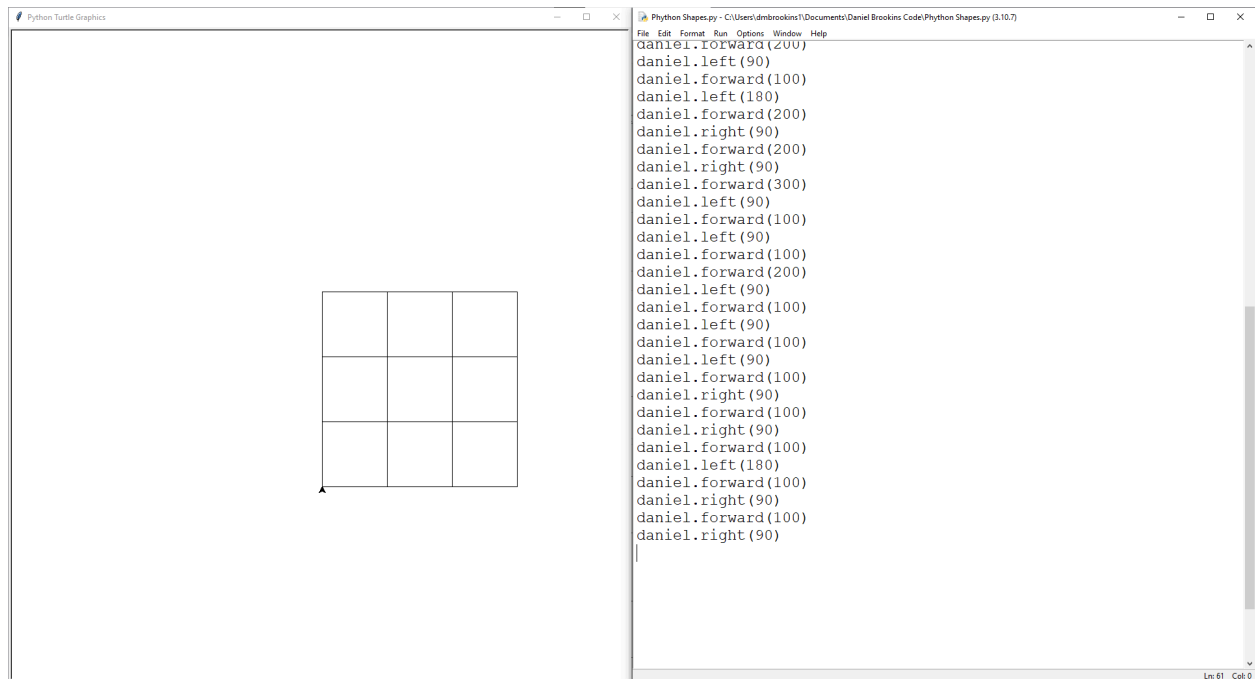 Python Turtle Graphics
Phython Shapes.py - C:\Users\dmbrookins1\Documents\Daniel Brookins Code\Phython Shapes.py (3.10.7)
File Edit Format Run Options Window Help
daniel.forward(200)
daniel.left(90)
daniel.forward(100)
daniel.left(180)
daniel.forward(200)
daniel.right(90)
daniel.forward(200)
daniel.right(90)
daniel.forward(300)
daniel.left(90)
daniel.forward(100)
daniel.left(90)
daniel.forward(100)
daniel.forward(200)
daniel.left(90)
daniel.forward(100)
daniel.left(90)
daniel.forward(100)
daniel.left(90)
daniel.forward(100)
daniel.right(90)
daniel.forward(100)
daniel.right(90)
daniel.forward(100)
daniel.left(180)
daniel.forward(100)
daniel.right(90)
daniel.forward(100)
daniel.right(90)
Ln: 61 Col: 0